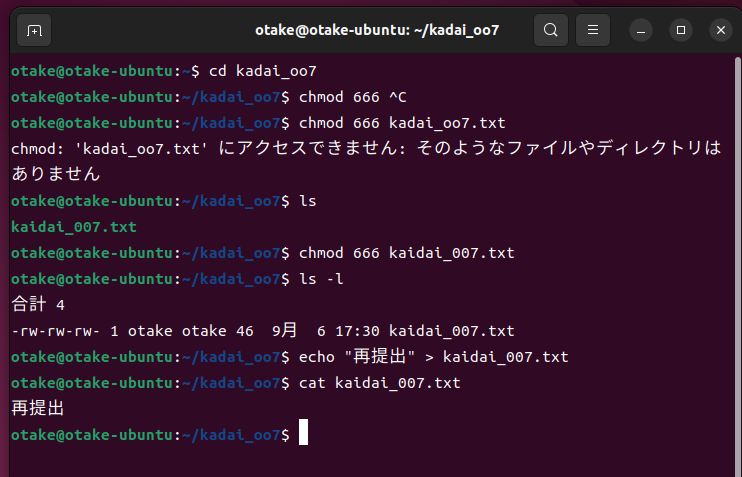 otake@otake-ubuntu: ~/kadai_oo7
otake@otake-ubuntu:~$ cd kadai_oo7
otake@otake-ubuntu:~/kadai_oo7$ chmod 666 ^C
otake@otake-ubuntu:~/kadai_oo7$ chmod 666 kadai_oo7.txt
chmod: 'kadai_oo7.txt' にアクセスできません: そのようなファイルやディレクトリは
ありません
otake@otake-ubuntu:~/kadai_oo7$ ls
kaidai_007.txt
otake@otake-ubuntu:~/kadai_oo7$ chmod 666 kaidai_007.txt
otake@otake-ubuntu:~/kadai_oo7$ ls -l
合計 4
-rw-rw-rw- 1 otake otake 46  9月  6 17:30 kaidai_007.txt
otake@otake-ubuntu:~/kadai_oo7$ echo "再提出" > kaidai_007.txt
otake@otake-ubuntu:~/kadai_oo7$ cat kaidai_007.txt
再提出
otake@otake-ubuntu:~/kadai_oo7$